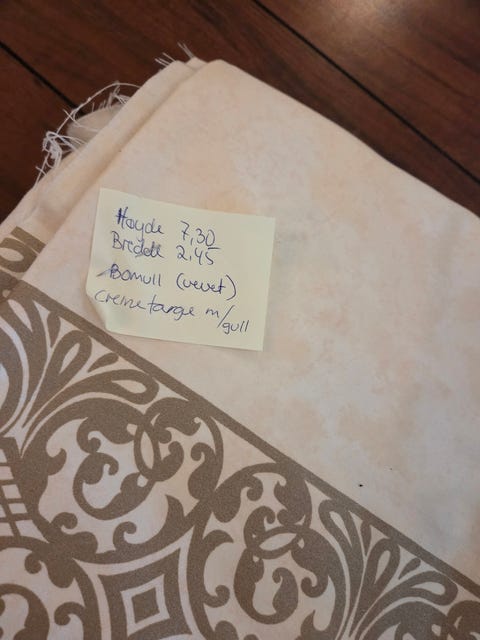 Høyde 7,30
Bredde 2,45
Bomull (vevet)
cremefarge m/gull